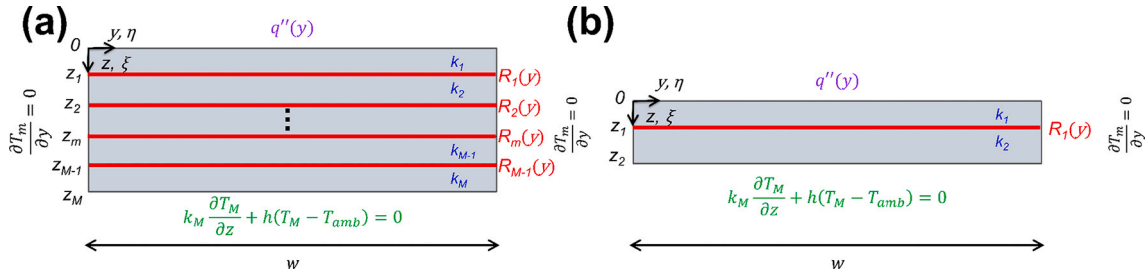 (a)
q''(y)
0
y, η
z, ξ
z1
k1
R1(y)
k2
z2
R2(y)
zm
Rm(y)
kM-1
zM-1
RM-1(y)
kM
zM
∂Tm/∂y = 0
∂Tm/∂y = 0
kM ∂TM/∂z + h(TM − Tamb) = 0
w
(b)
q''(y)
0
y, η
z, ξ
k1
z1
R1(y)
k2
z2
∂Tm/∂y = 0
kM ∂TM/∂z + h(TM − Tamb) = 0
w